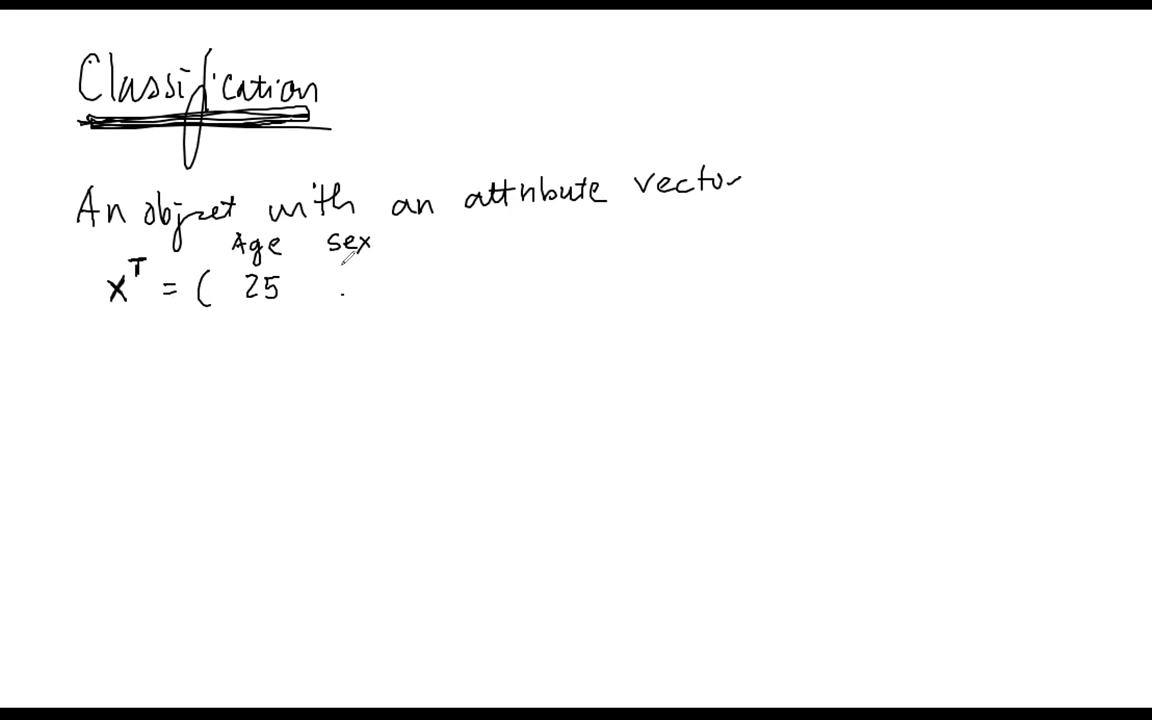 Classification
An object with an attribute vector
Age sex
x^T = ( 25 .